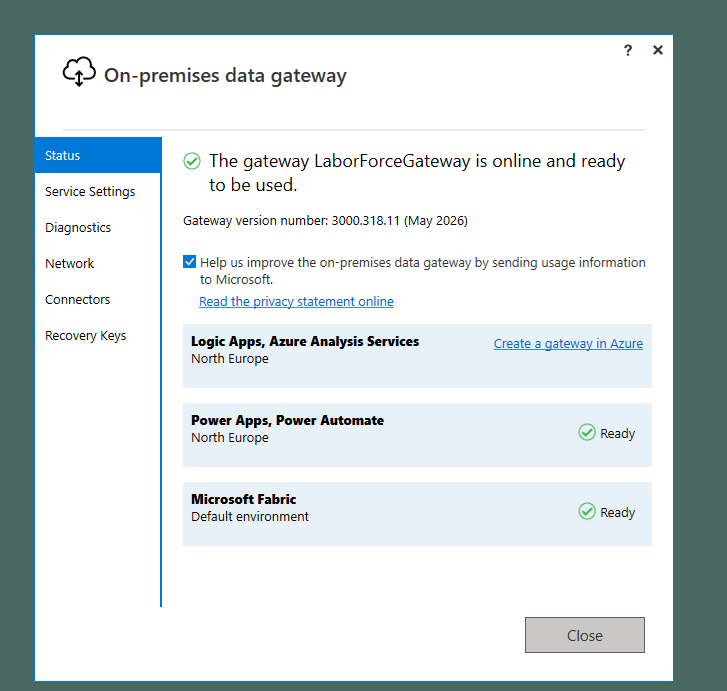 ? ×
On-premises data gateway
Status
Service Settings
Diagnostics
Network
Connectors
Recovery Keys
The gateway LaborForceGateway is online and ready
to be used.
Gateway version number: 3000.318.11 (May 2026)
Help us improve the on-premises data gateway by sending usage information
to Microsoft.
Read the privacy statement online
Logic Apps, Azure Analysis Services
North Europe
Create a gateway in Azure
Power Apps, Power Automate
North Europe
Ready
Microsoft Fabric
Default environment
Ready
Close